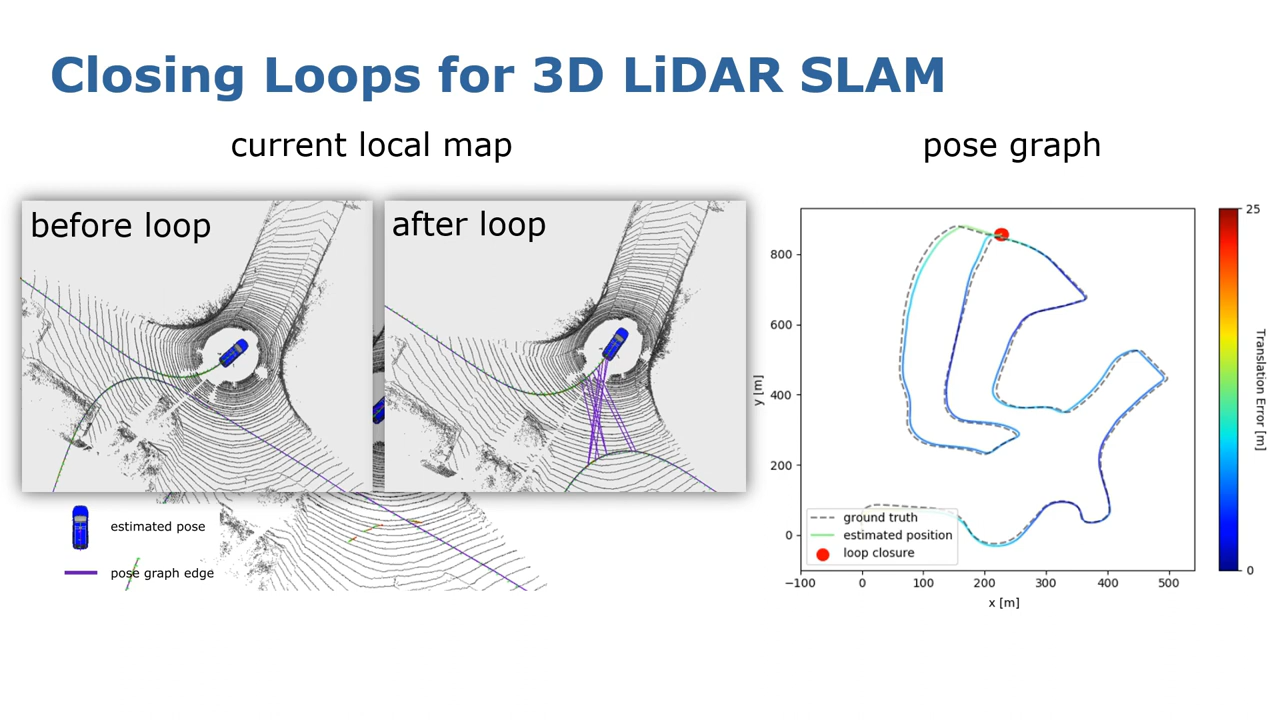 Closing Loops for 3D LiDAR SLAM
current local map
pose graph
before loop
after loop
estimated pose
pose graph edge
y [m]
800
600
400
200
0
ground truth
estimated position
loop closure
−100 0 100 200 300 400 500
x [m]
25
0
Translation Error [m]